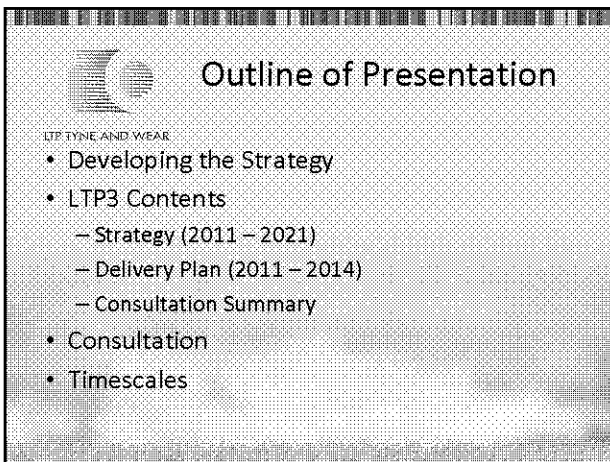 Outline of Presentation
LTP TYNE AND WEAR
• Developing the Strategy
• LTP3 Contents
– Strategy (2011 – 2021)
– Delivery Plan (2011 – 2014)
– Consultation Summary
• Consultation
• Timescales